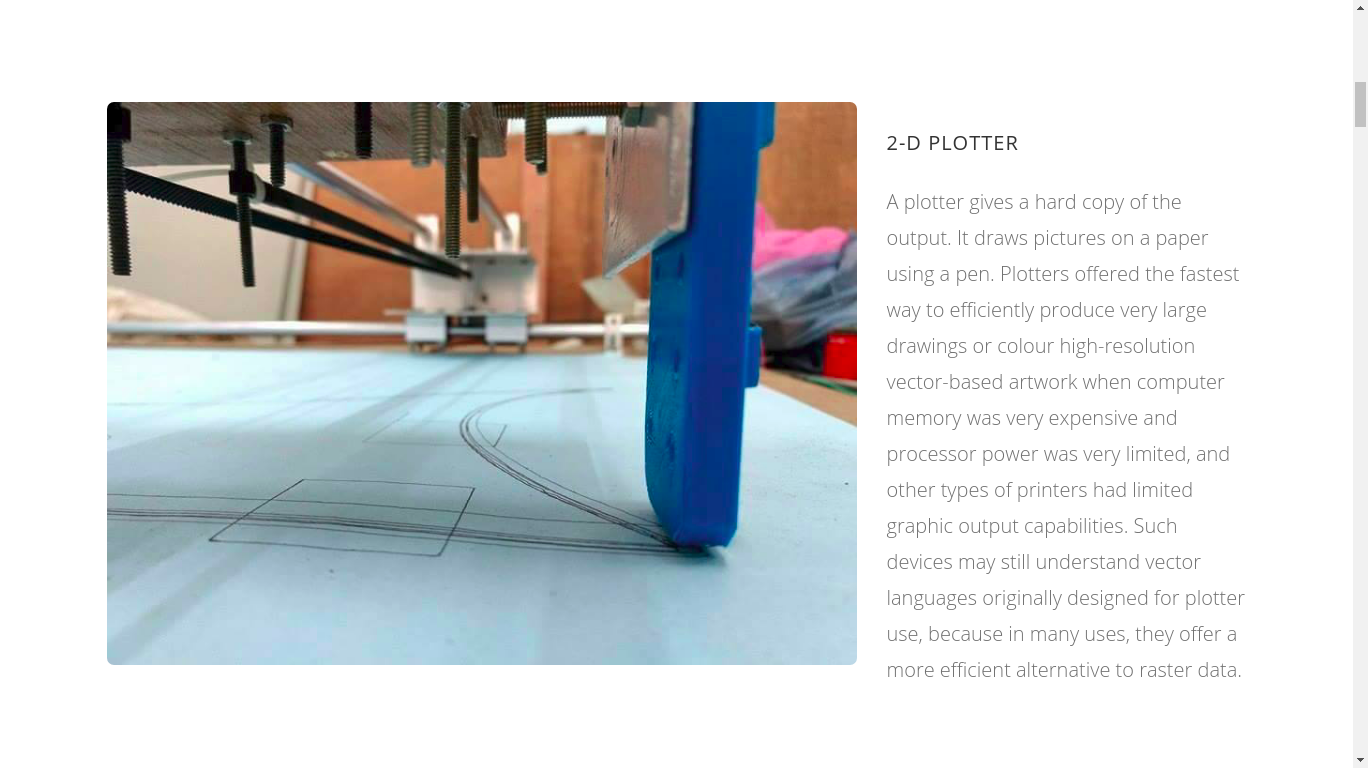 2-D PLOTTER
A plotter gives a hard copy of the
output. It draws pictures on a paper
using a pen. Plotters offered the fastest
way to efficiently produce very large
drawings or colour high-resolution
vector-based artwork when computer
memory was very expensive and
processor power was very limited, and
other types of printers had limited
graphic output capabilities. Such
devices may still understand vector
languages originally designed for plotter
use, because in many uses, they offer a
more efficient alternative to raster data.